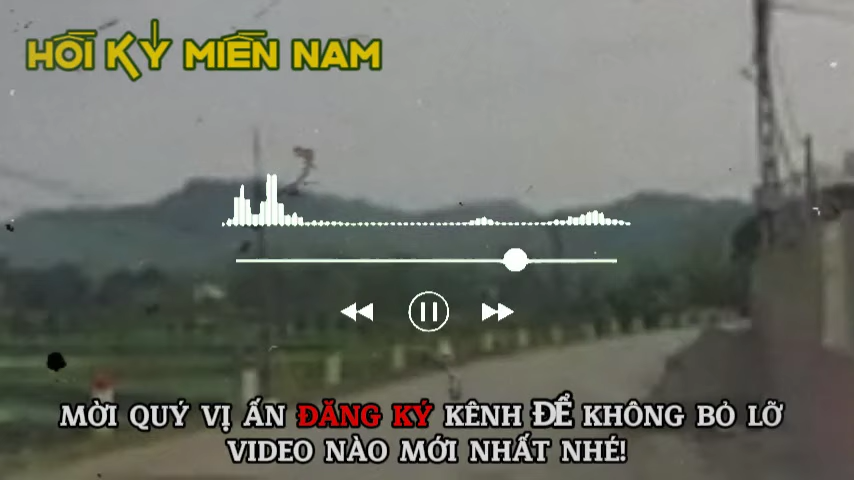 HỒI KÝ MIỀN NAM
MỜI QUÝ VỊ ẤN ĐĂNG KÝ KÊNH ĐỂ KHÔNG BỎ LỠ
VIDEO NÀO MỚI NHẤT NHÉ!